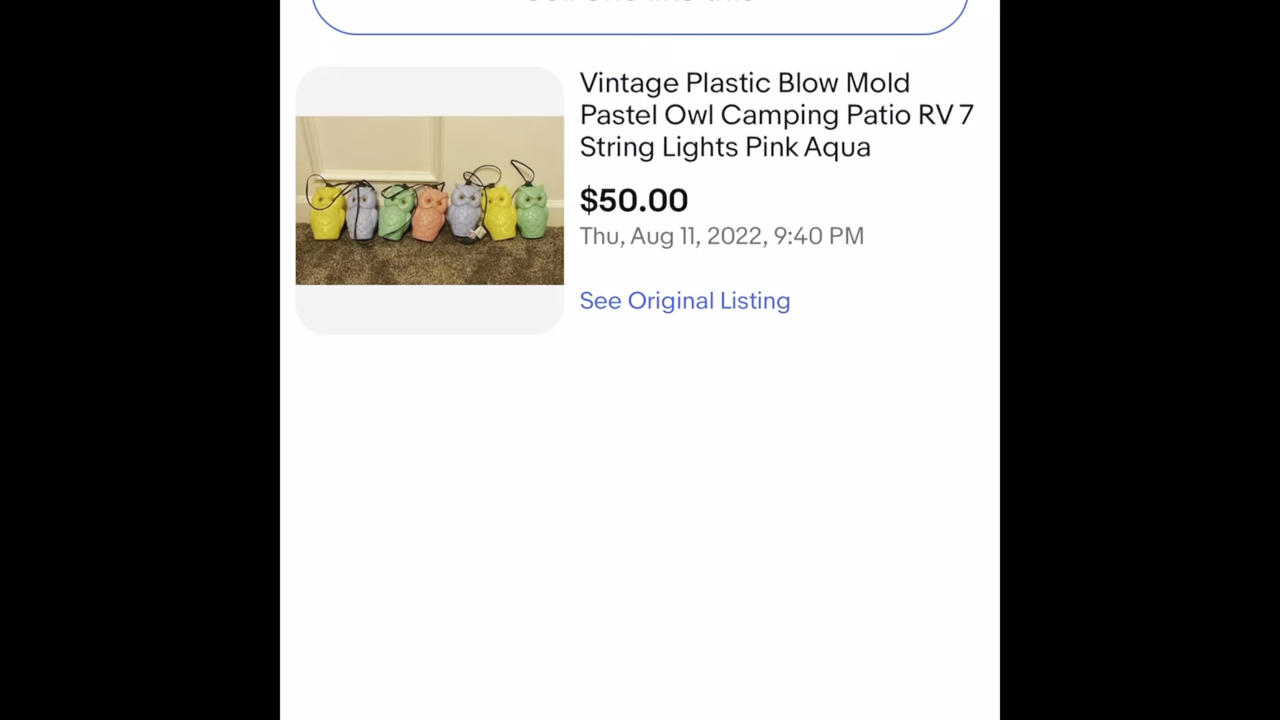 Vintage Plastic Blow Mold
Pastel Owl Camping Patio RV 7
String Lights Pink Aqua
$50.00
Thu, Aug 11, 2022, 9:40 PM
See Original Listing